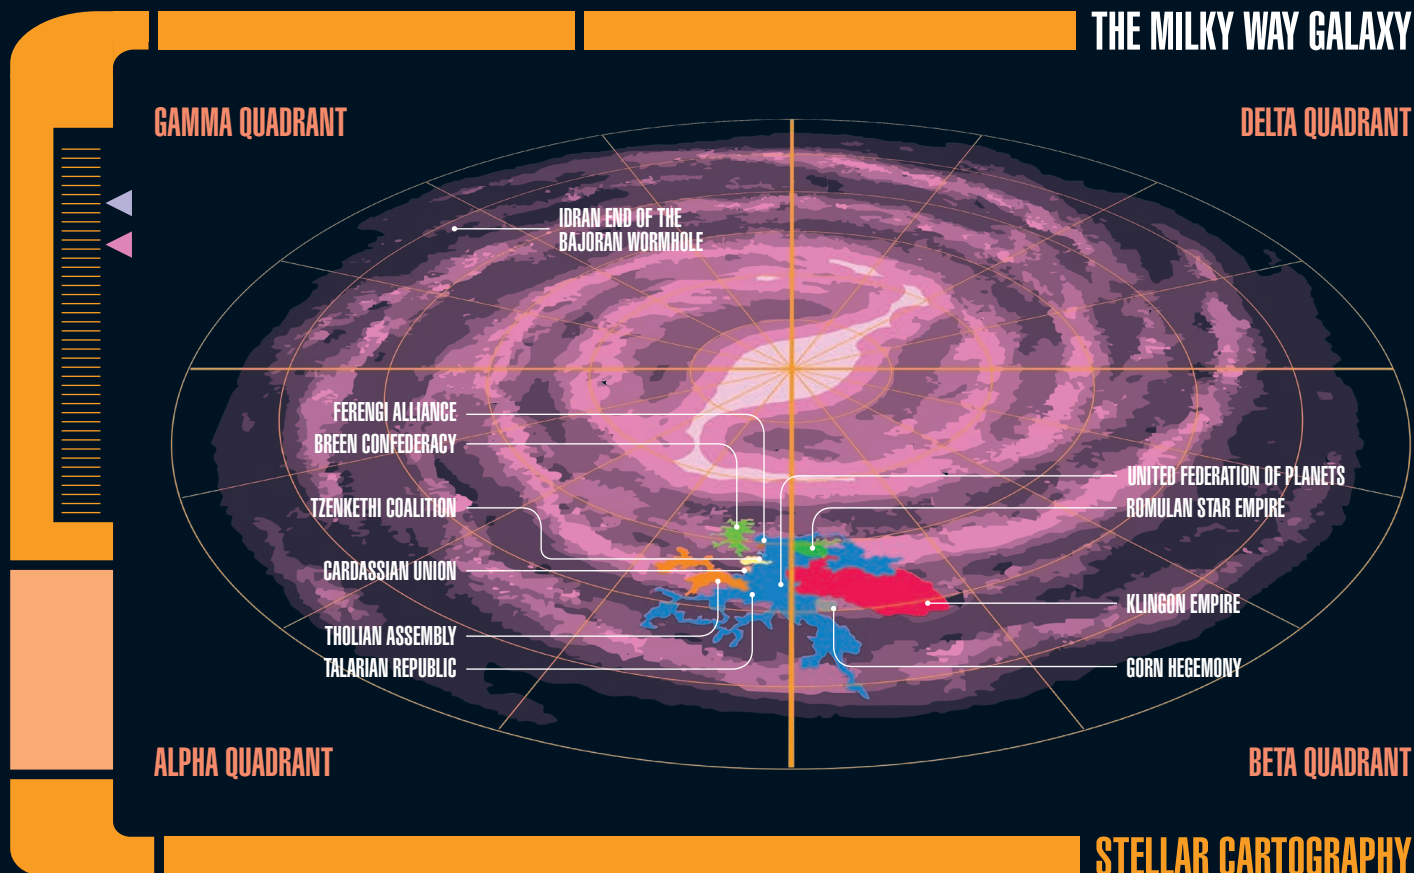 THE MILKY WAY GALAXY
GAMMA QUADRANT
DELTA QUADRANT
IDRAN END OF THE
BAJORAN WORMHOLE
FERENGI ALLIANCE
BREEN CONFEDERACY
TZENKETHI COALITION
CARDASSIAN UNION
THOLIAN ASSEMBLY
TALARIAN REPUBLIC
UNITED FEDERATION OF PLANETS
ROMULAN STAR EMPIRE
KLINGON EMPIRE
GORN HEGEMONY
ALPHA QUADRANT
BETA QUADRANT
STELLAR CARTOGRAPHY